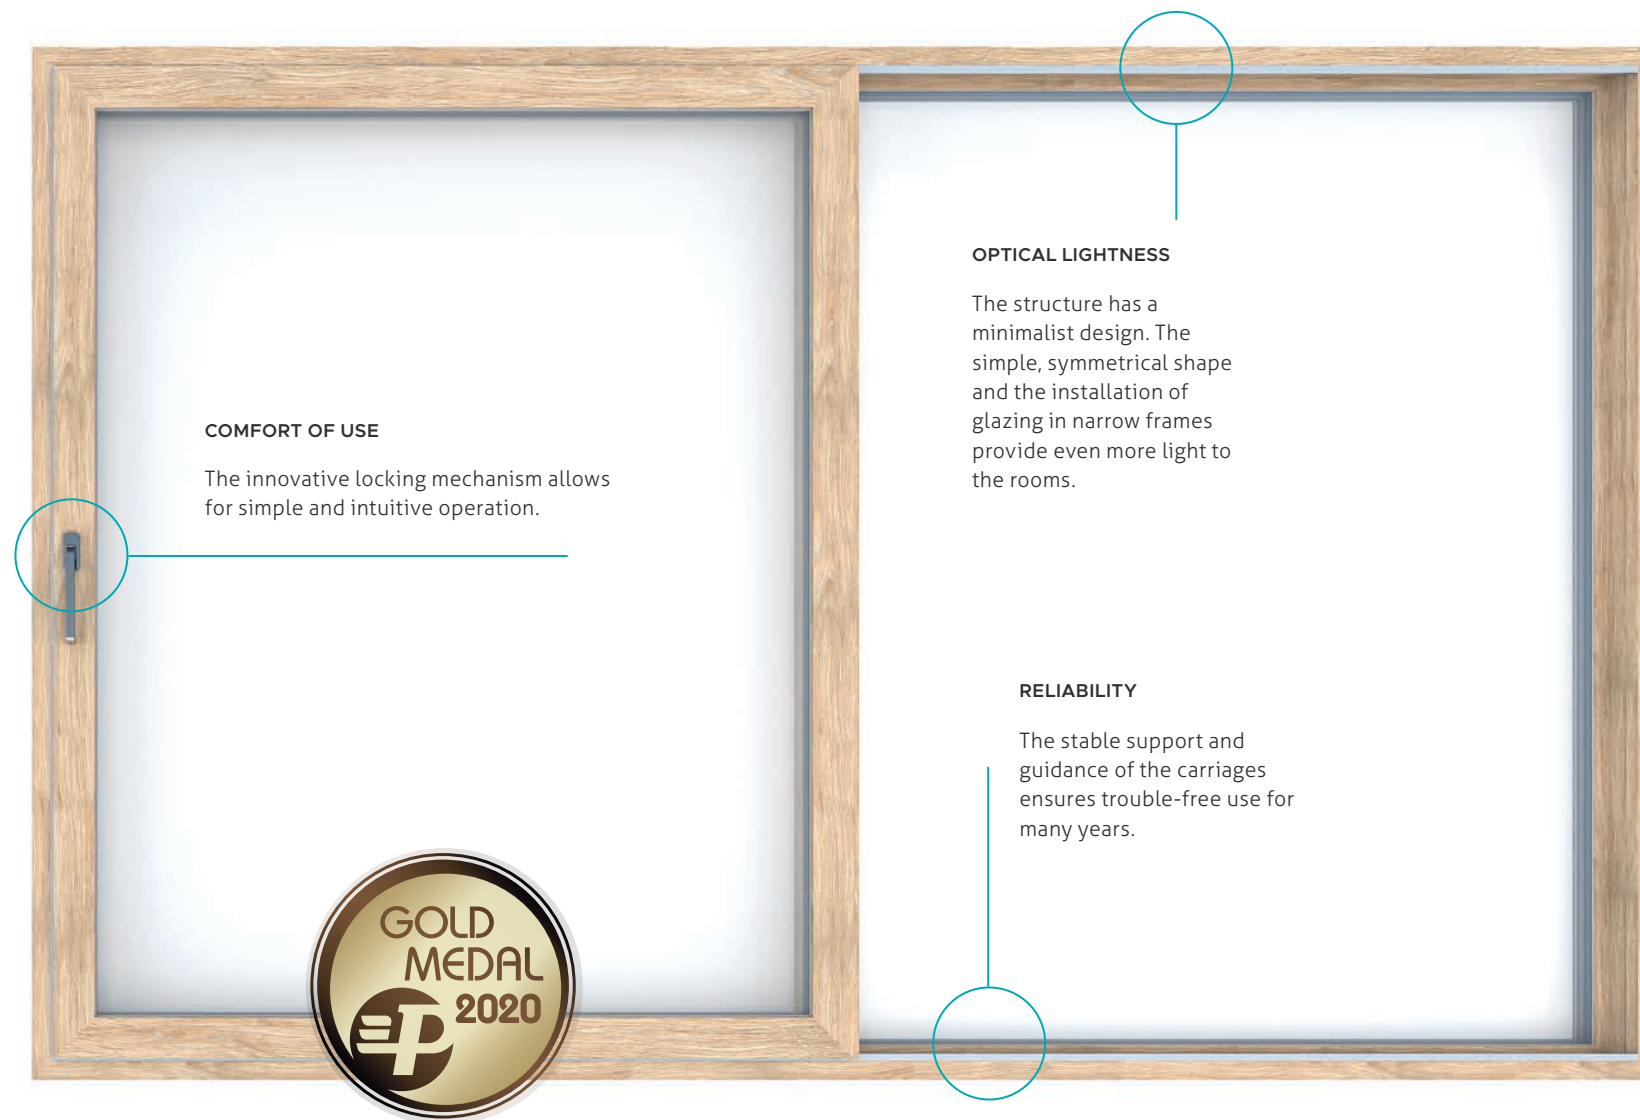 COMFORT OF USE
The innovative locking mechanism allows
for simple and intuitive operation.
OPTICAL LIGHTNESS
The structure has a
minimalist design. The
simple, symmetrical shape
and the installation of
glazing in narrow frames
provide even more light to
the rooms.
RELIABILITY
The stable support and
guidance of the carriages
ensures trouble-free use for
many years.
GOLD
MEDAL
2020